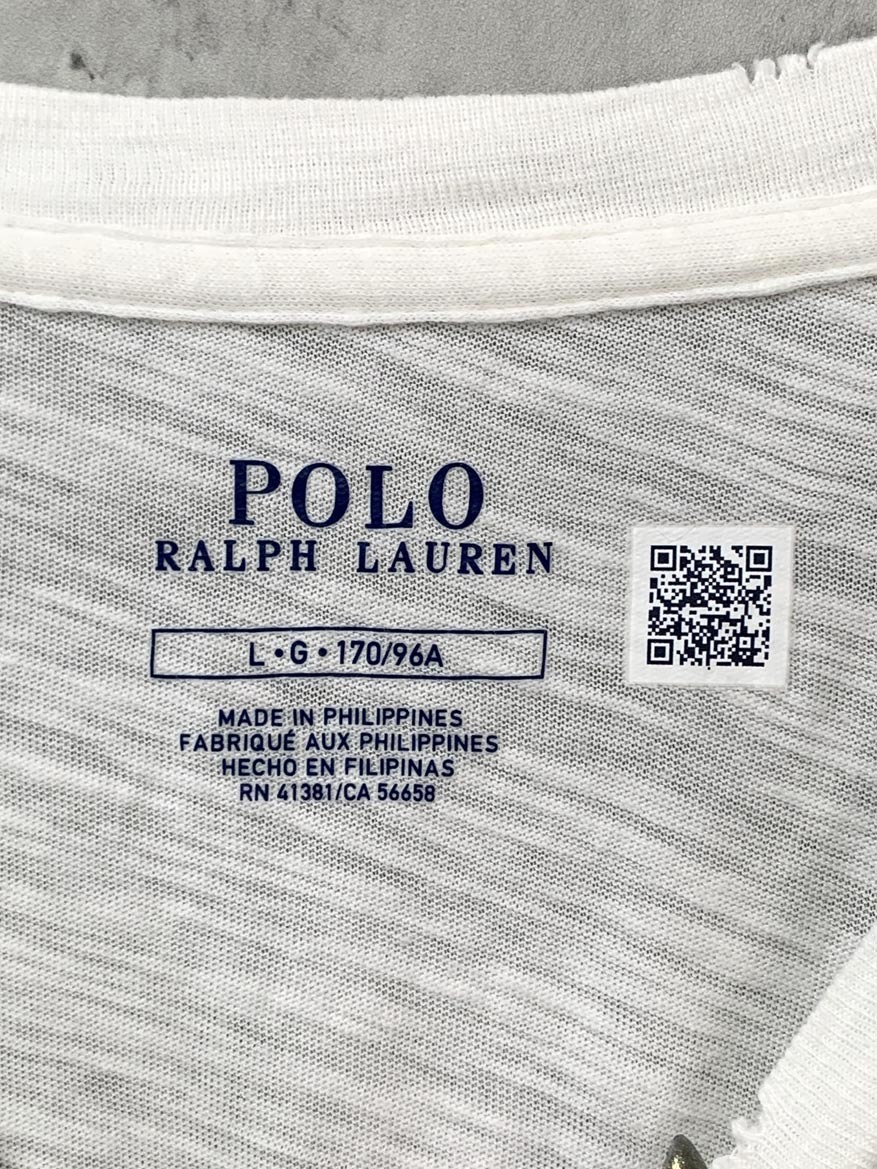 POLO
RALPH LAUREN
L•G•170/96A
MADE IN PHILIPPINES
FABRIQUÉ AUX PHILIPPINES
HECHO EN FILIPINAS
RN 41381/CA 56658